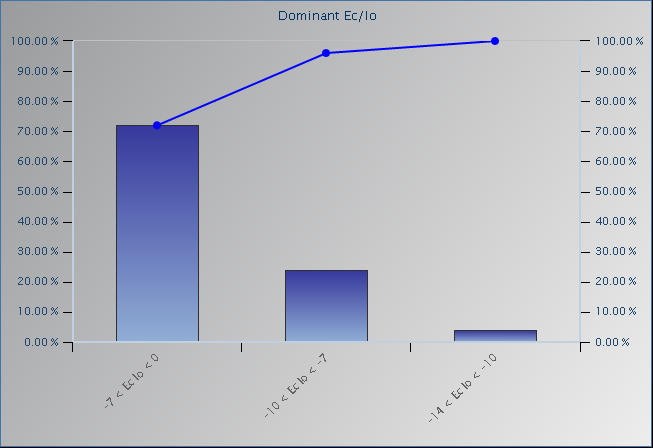 Dominant Ec/Io
100.00 % 100.00 %
90.00 % 90.00 %
80.00 % 80.00 %
70.00 % 70.00 %
60.00 % 60.00 %
50.00 % 50.00 %
40.00 % 40.00 %
30.00 % 30.00 %
20.00 % 20.00 %
10.00 % 10.00 %
0.00 % 0.00 %
-7 < Ec Io < 0
-10 < Ec Io < -7
-14 < Ec Io < -10